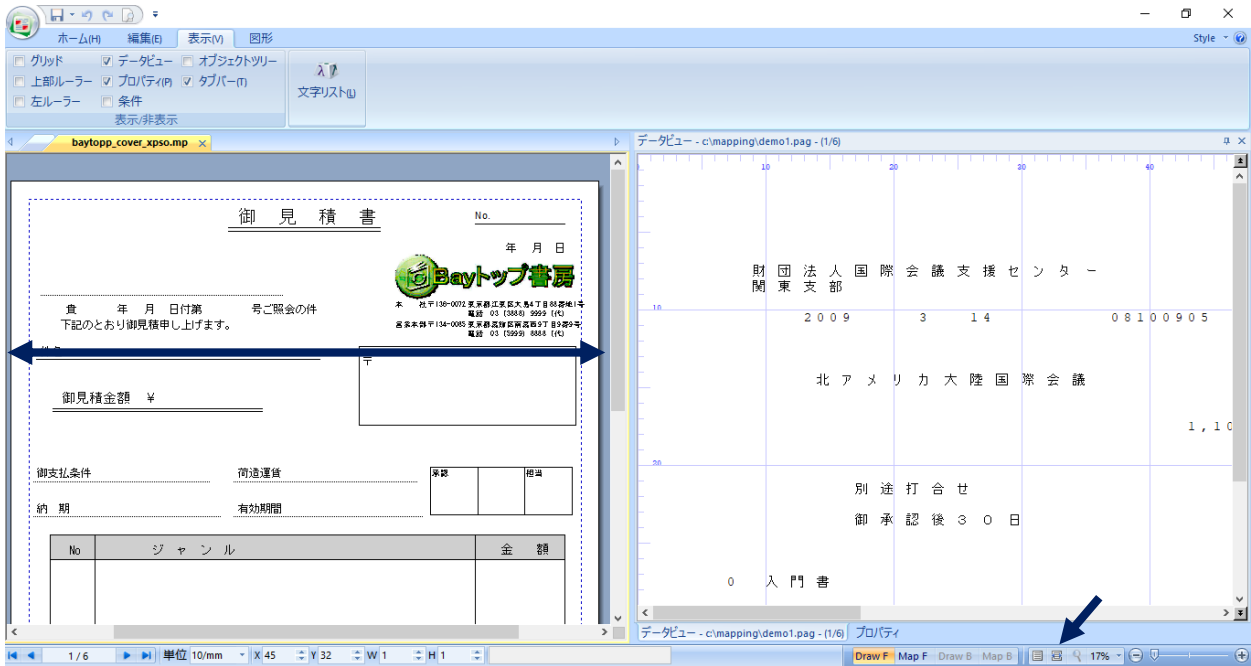 ホーム(H) 編集(E) 表示(V) 図形 Style
グリッド データビュー オブジェクトツリー
上部ルーラー プロパティ(P) タブバー(T)
左ルーラー 条件
文字リスト(L)
表示/非表示
baytopp_cover_xpso.mp
御見積書
No.
年 月 日
Bayトップ書房
貴 年 月 日付第 号ご照会の件
下記のとおり御見積申し上げます。
〒
御見積金額 ¥
御支払条件 荷造運賃 承認 担当
納 期 有効期間
No ジャンル 金 額
データビュー - c:\mapping\demo1.pag - (1/6)
10 20 30 40
財団法人国際会議支援センター
関東支部
10
2009 3 14 08100905
北アメリカ大陸国際会議
1,10
20
別途打合せ
御承認後30日
0 入門書
データビュー - c:\mapping\demo1.pag - (1/6) プロパティ
1/6 単位 10/mm X 45 Y 32 W 1 H 1 Draw F Map F Draw B Map B 17%